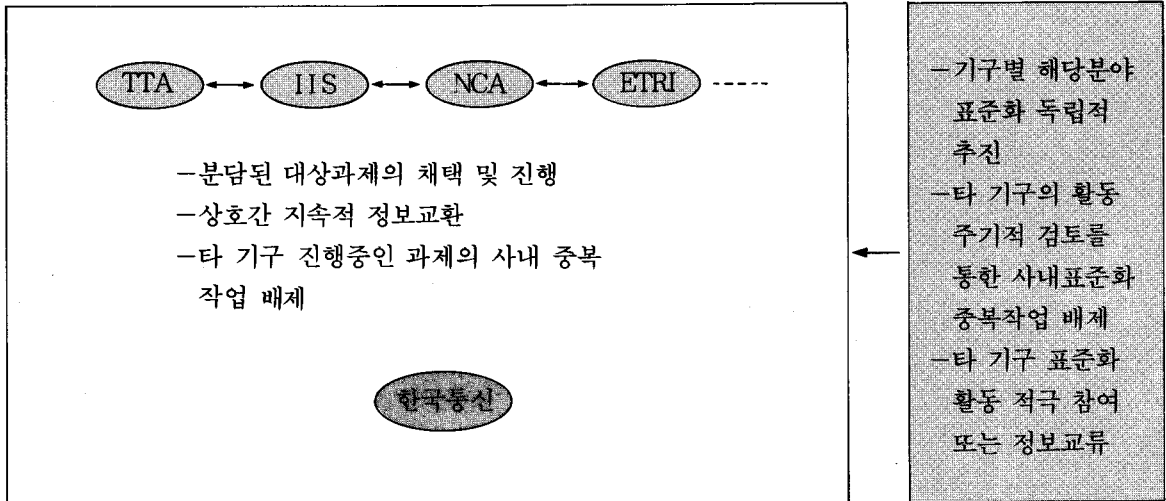 TTA IIS NCA ETRI
-분담된 대상과제의 채택 및 진행
-상호간 지속적 정보교환
-타 기구 진행중인 과제의 사내 중복
작업 배제
한국통신
-기구별 해당분야
표준화 독립적
추진
-타 기구의 활동
주기적 검토를
통한 사내표준화
중복작업 배제
-타 기구 표준화
활동 적극 참여
또는 정보교류